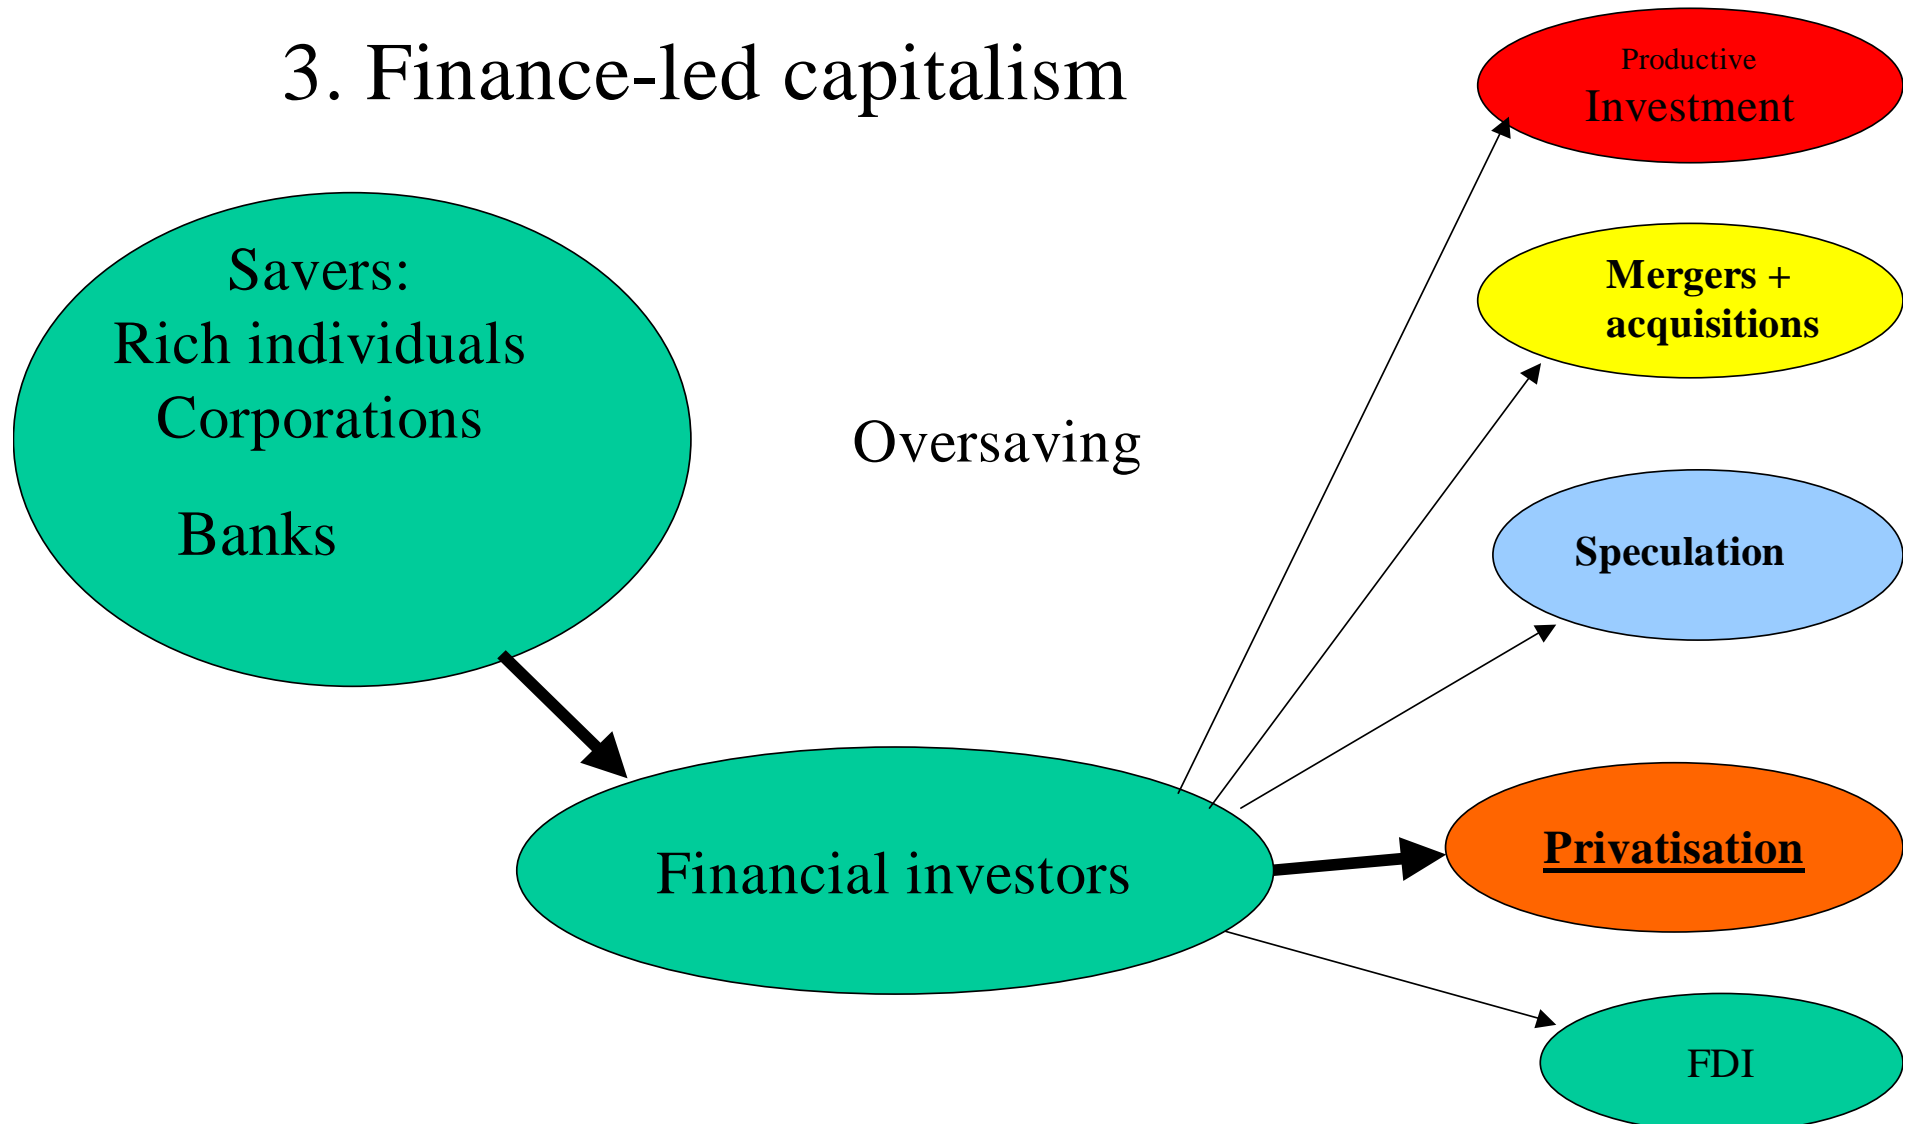 3. Finance-led capitalism
Productive
Investment
Savers:
Rich individuals
Corporations
Banks
Oversaving
Mergers +
acquisitions
Speculation
Financial investors
Privatisation
FDI